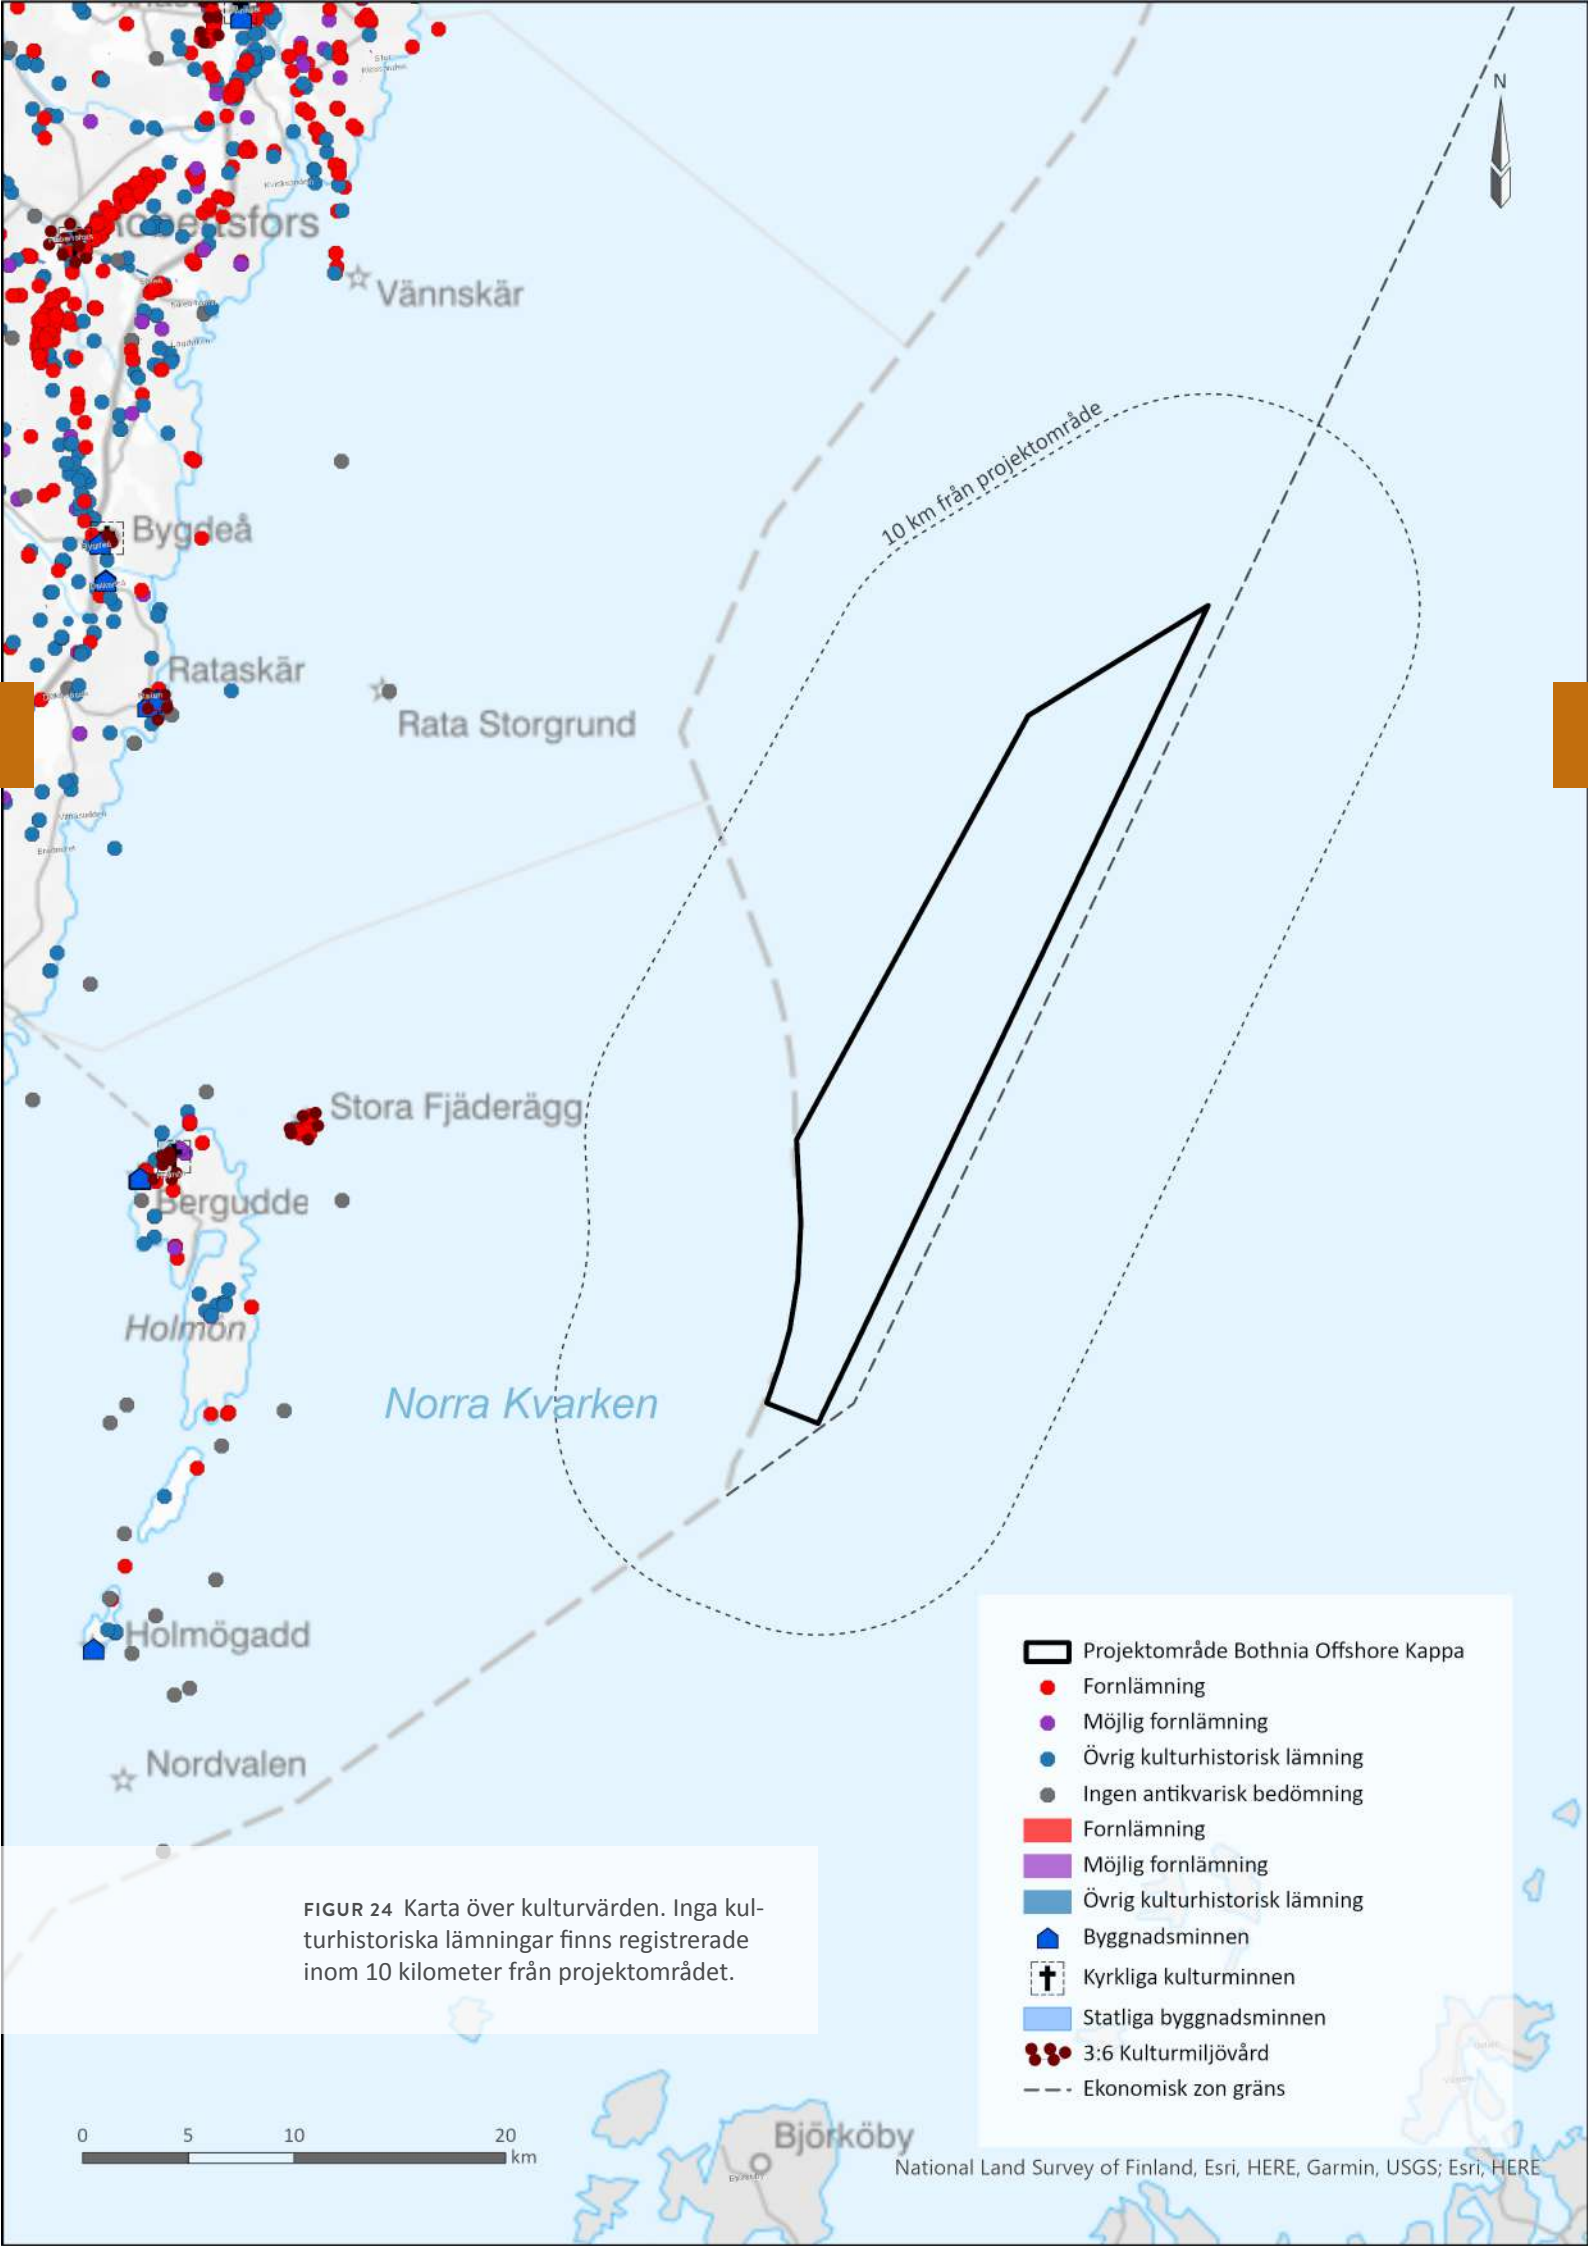 N
Robertsfors
Vännskär
10 km från projektområde
Bygdeå
Rataskär
Rata Storgrund
Stora Fjäderägg
Bergudde
Holmön
Norra Kvarken
Holmögadd
Nordvalen
Projektområde Bothnia Offshore Kappa
Fornlämning
Möjlig fornlämning
Övrig kulturhistorisk lämning
Ingen antikvarisk bedömning
Fornlämning
Möjlig fornlämning
Övrig kulturhistorisk lämning
Byggnadsminnen
Kyrkliga kulturminnen
Statliga byggnadsminnen
3:6 Kulturmiljövård
Ekonomisk zon gräns
FIGUR 24 Karta över kulturvärden. Inga kul-
turhistoriska lämningar finns registrerade
inom 10 kilometer från projektområdet.
0 5 10 20
km
Björköby
National Land Survey of Finland, Esri, HERE, Garmin, USGS; Esri, HERE